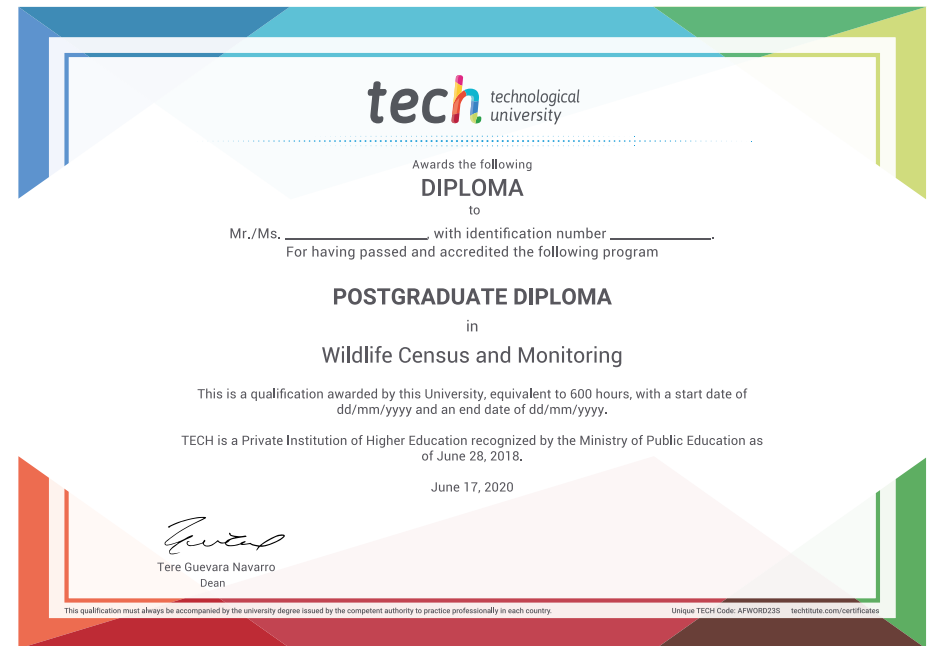 tech technological
university
Awards the following
DIPLOMA
to
Mr./Ms. ____________________, with identification number ______________.
For having passed and accredited the following program
POSTGRADUATE DIPLOMA
in
Wildlife Census and Monitoring
This is a qualification awarded by this University, equivalent to 600 hours, with a start date of
dd/mm/yyyy and an end date of dd/mm/yyyy.
TECH is a Private Institution of Higher Education recognized by the Ministry of Public Education as
of June 28, 2018.
June 17, 2020
Tere Guevara Navarro
Dean
This qualification must always be accompanied by the university degree issued by the competent authority to practice professionally in each country. Unique TECH Code: AFWORD23S techtitute.com/certificates